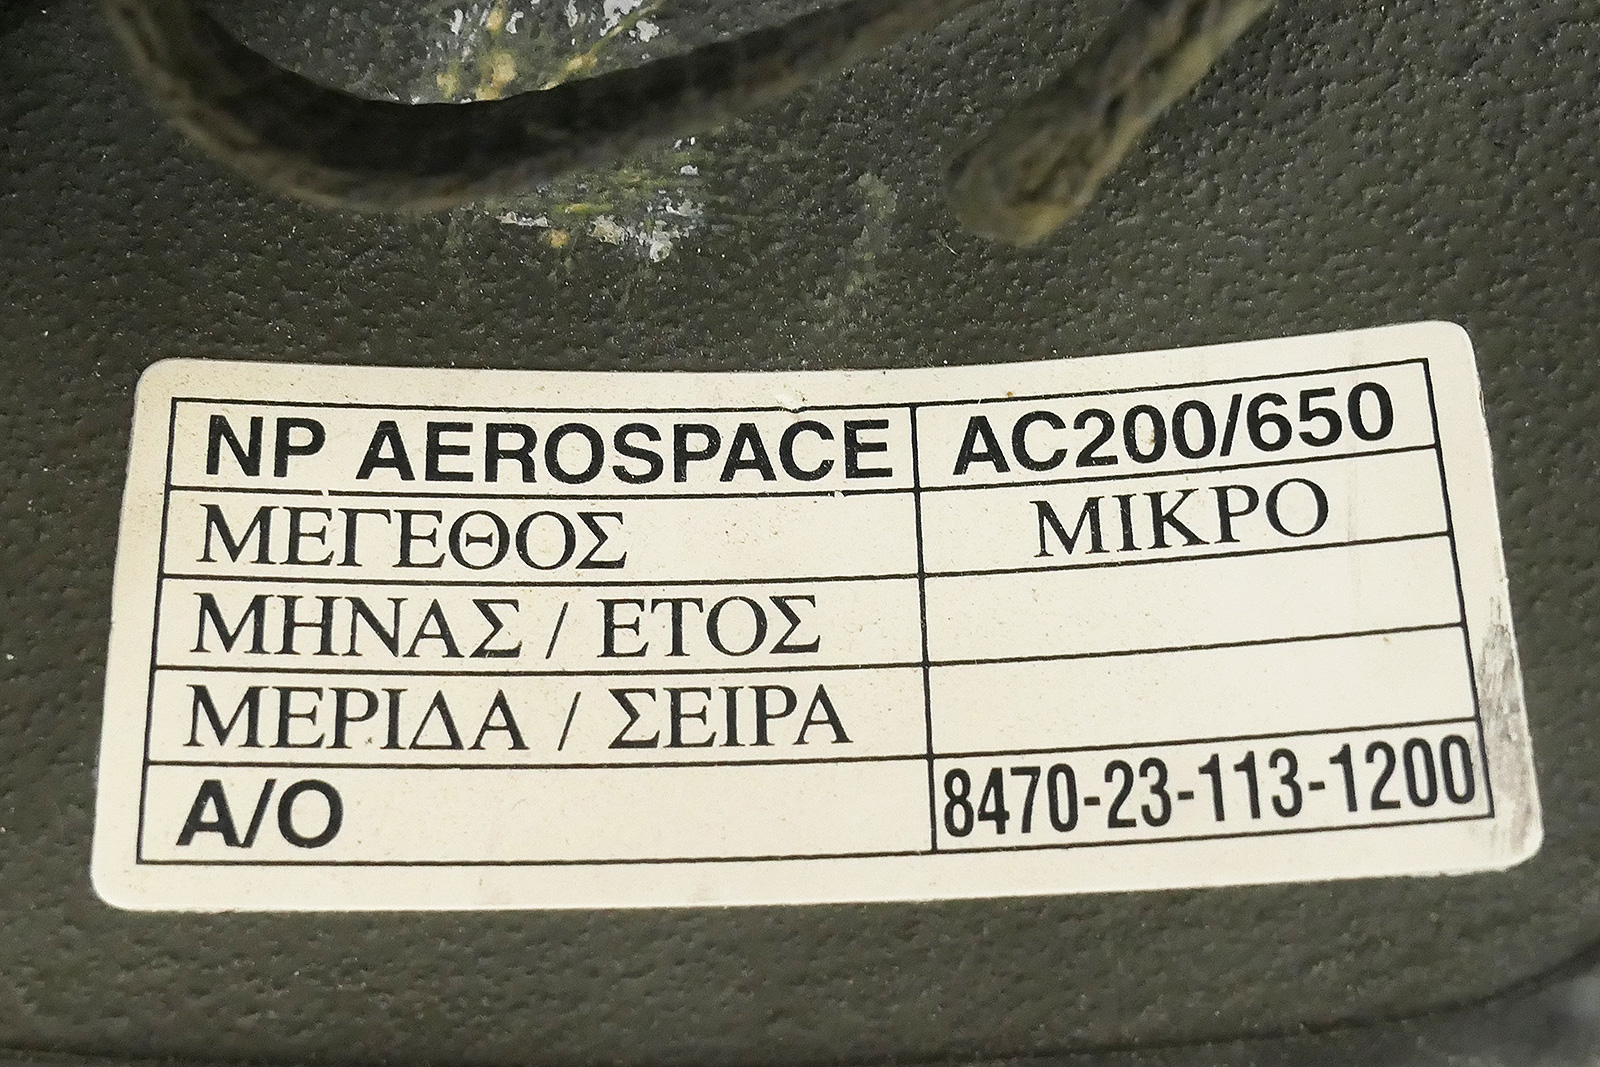 NP AEROSPACE AC200/650
ΜΕΓΕΘΟΣ ΜΙΚΡΟ
ΜΗΝΑΣ / ΕΤΟΣ
ΜΕΡΙΔΑ / ΣΕΙΡΑ
Α/Ο 8470-23-113-1200